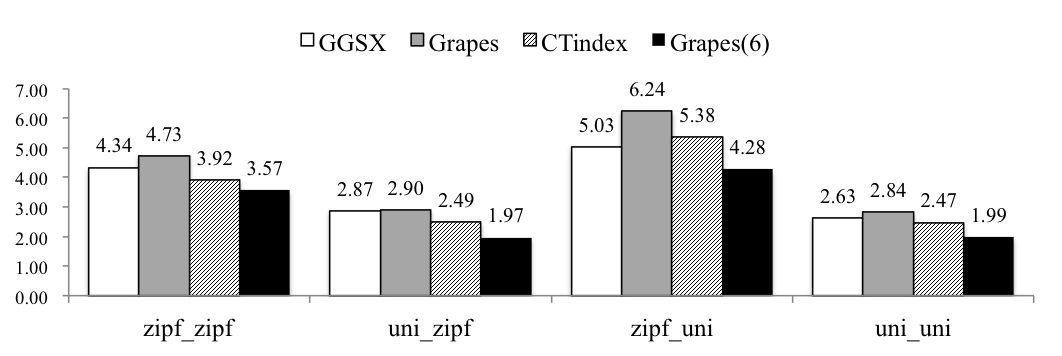 GGSX Grapes CTindex Grapes(6)
7.00
6.00
5.00
4.00
3.00
2.00
1.00
0.00
4.34 4.73 3.92 3.57
2.87 2.90 2.49 1.97
5.03 6.24 5.38 4.28
2.63 2.84 2.47 1.99
zipf_zipf uni_zipf zipf_uni uni_uni